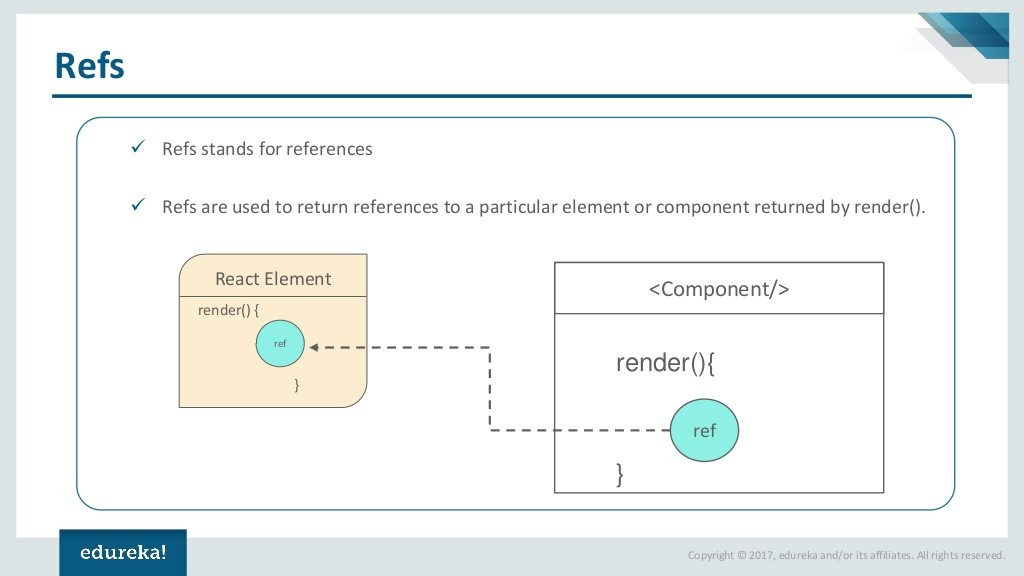 Refs
✓ Refs stands for references
✓ Refs are used to return references to a particular element or component returned by render().
React Element
render() {
ref
}
<Component/>
render(){
ref
}
edureka!
Copyright © 2017, edureka and/or its affiliates. All rights reserved.